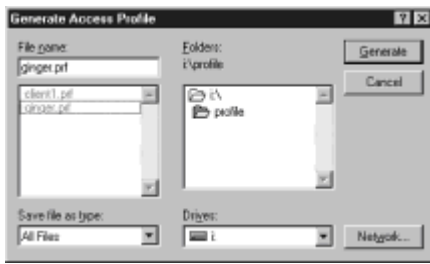 Generate Access Profile
File name:
ginger.prf
client1.prf
ginger.prf
Save file as type:
All Files
Folders:
i:\profile
i:\
profile
Drives:
i:
Generate
Cancel
Network...